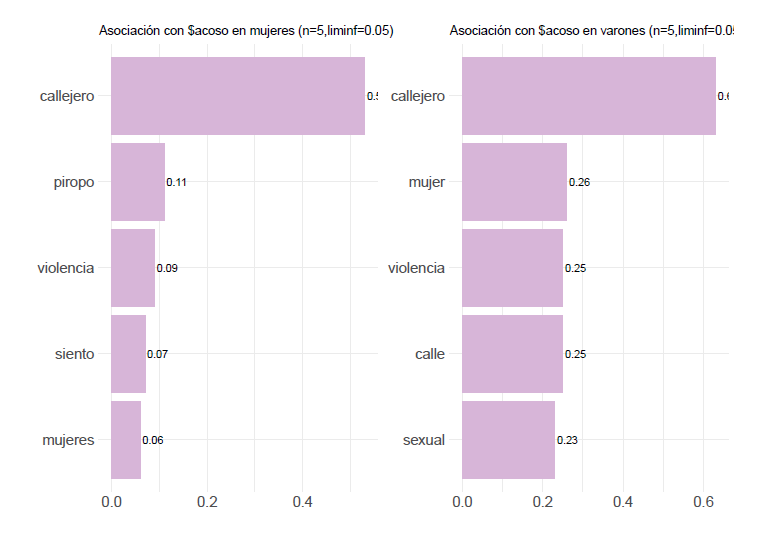 Asociación con $acoso en mujeres (n=5,liminf=0.05)
callejero
piropo 0.11
violencia 0.09
siento 0.07
mujeres 0.06
0.0 0.2 0.4
Asociación con $acoso en varones (n=5,liminf=0.05
callejero
mujer 0.26
violencia 0.25
calle 0.25
sexual 0.23
0.0 0.2 0.4 0.6